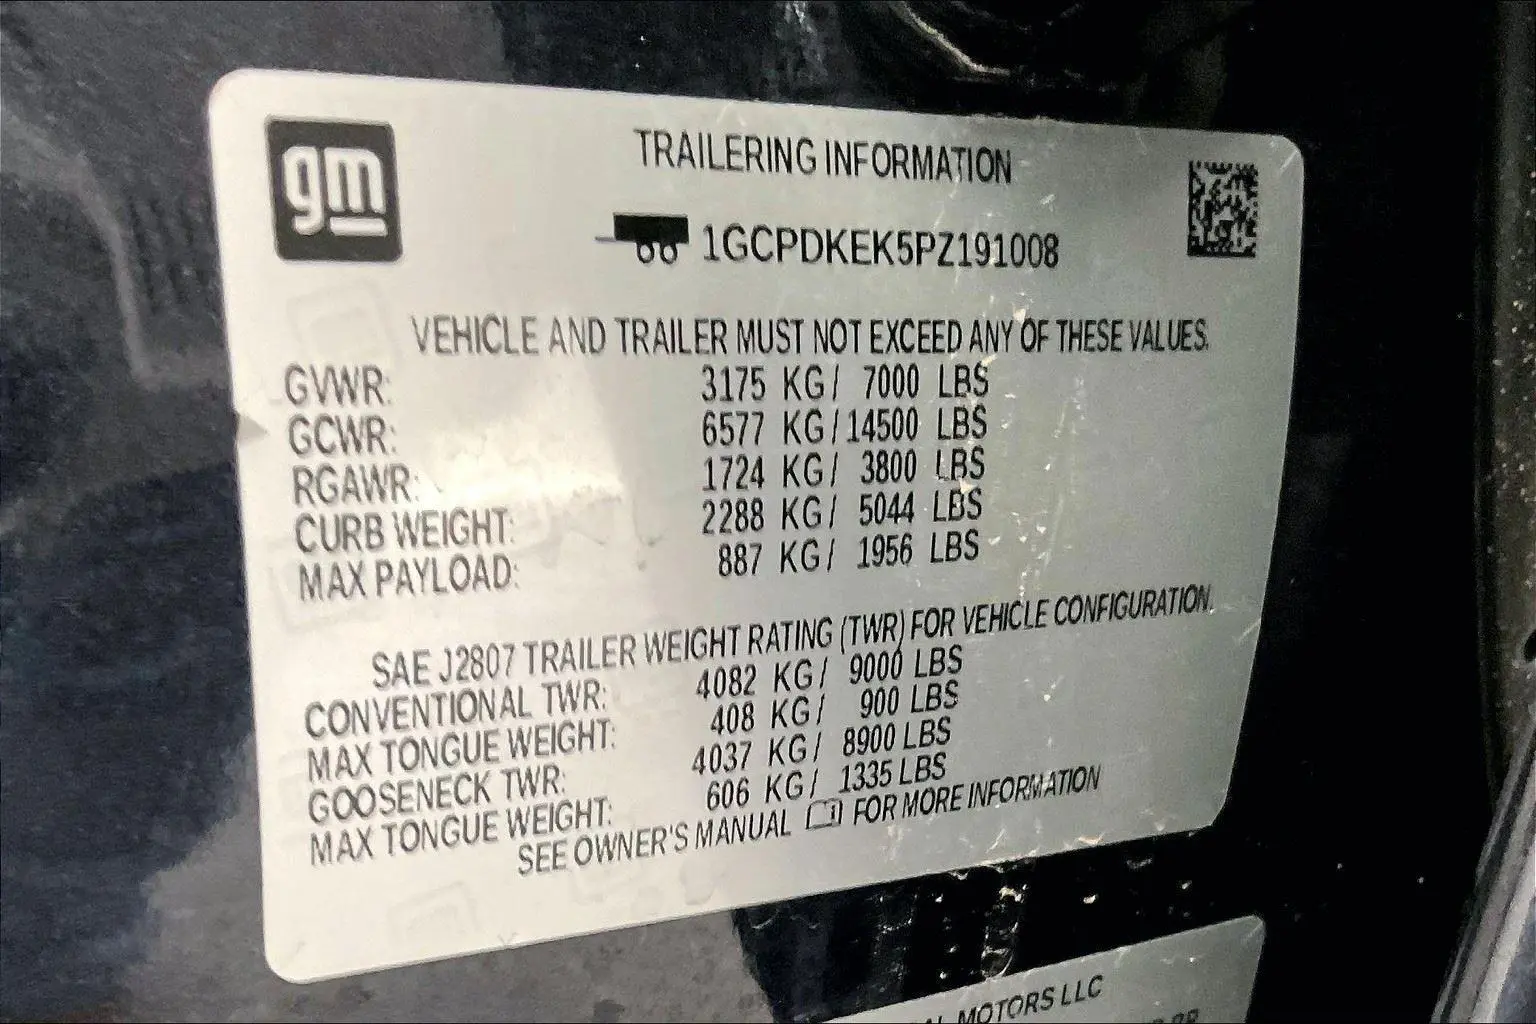 gm
TRAILERING INFORMATION
1GCPDKEK5PZ191008
VEHICLE AND TRAILER MUST NOT EXCEED ANY OF THESE VALUES.
GVWR: 3175 KG/ 7000 LBS
GCWR: 6577 KG/14500 LBS
RGAWR: 1724 KG/ 3800 LBS
CURB WEIGHT: 2288 KG/ 5044 LBS
MAX PAYLOAD: 887 KG/ 1956 LBS
SAE J2807 TRAILER WEIGHT RATING (TWR) FOR VEHICLE CONFIGURATION.
CONVENTIONAL TWR: 4082 KG/ 9000 LBS
MAX TONGUE WEIGHT: 408 KG/ 900 LBS
GOOSENECK TWR: 4037 KG/ 8900 LBS
MAX TONGUE WEIGHT: 606 KG/ 1335 LBS
SEE OWNER'S MANUAL FOR MORE INFORMATION
MOTORS LLC